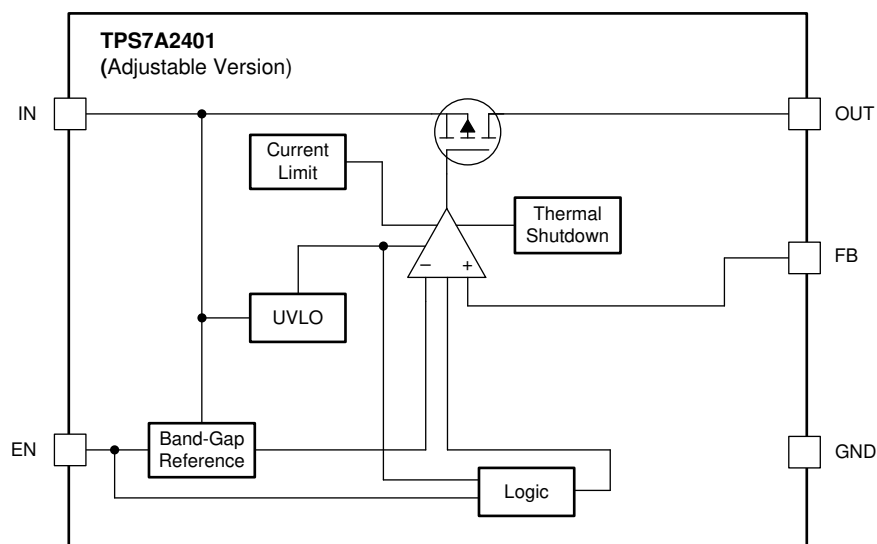 TPS7A2401
(Adjustable Version)
IN
OUT
Current
Limit
Thermal
Shutdown
– +
FB
UVLO
EN
Band-Gap
Reference
GND
Logic